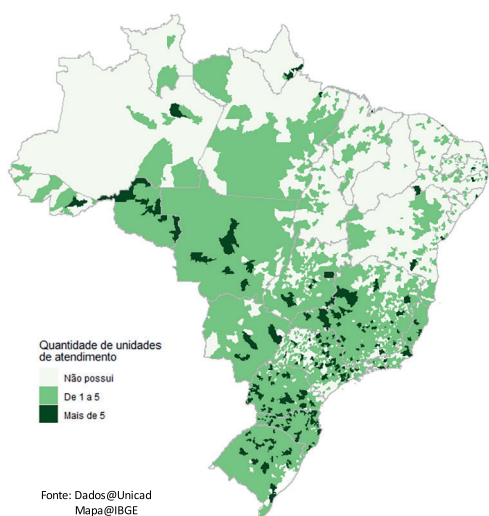 Quantidade de unidades
de atendimento
Não possui
De 1 a 5
Mais de 5
Fonte: Dados@Unicad
Mapa@IBGE